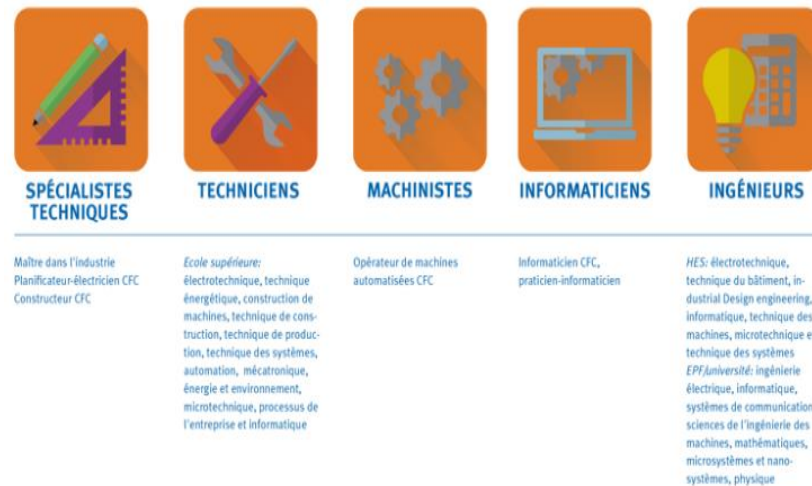 SPÉCIALISTES
TECHNIQUES
Maître dans l'industrie
Planificateur-électricien CFC
Constructeur CFC
TECHNICIENS
Ecole supérieure:
électrotechnique, technique
énergétique, construction de
machines, technique de cons-
truction, technique de produc-
tion, technique des systèmes,
automation, mécatronique,
énergie et environnement,
microtechnique, processus de
l'entreprise et informatique
MACHINISTES
Opérateur de machines
automatisées CFC
INFORMATICIENS
Informaticien CFC,
praticien-informaticien
INGÉNIEURS
HES: électrotechnique,
technique du bâtiment, in-
dustrial Design engineering,
informatique, technique des
machines, microtechnique e
technique des systèmes
EPF/université: ingénierie
électrique, informatique,
systèmes de communication
sciences de l'ingénierie des
machines, mathématiques,
microsystèmes et nano-
systèmes, physique